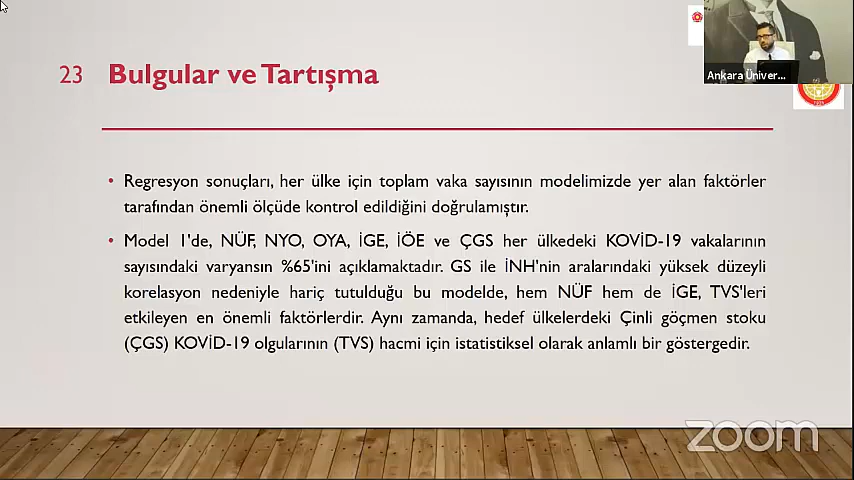 23 Bulgular ve Tartışma
Ankara Üniver...
• Regresyon sonuçları, her ülke için toplam vaka sayısının modelimizde yer alan faktörler
tarafından önemli ölçüde kontrol edildiğini doğrulamıştır.
• Model 1'de, NÜF, NYO, OYA, İGE, İÖE ve ÇGS her ülkedeki KOVİD-19 vakalarının
sayısındaki varyansın %65'ini açıklamaktadır. GS ile İNH'nin aralarındaki yüksek düzeyli
korelasyon nedeniyle hariç tutulduğu bu modelde, hem NÜF hem de İGE, TVS'leri
etkileyen en önemli faktörlerdir. Aynı zamanda, hedef ülkelerdeki Çinli göçmen stoku
(ÇGS) KOVİD-19 olgularının (TVS) hacmi için istatistiksel olarak anlamlı bir göstergedir.
zoom